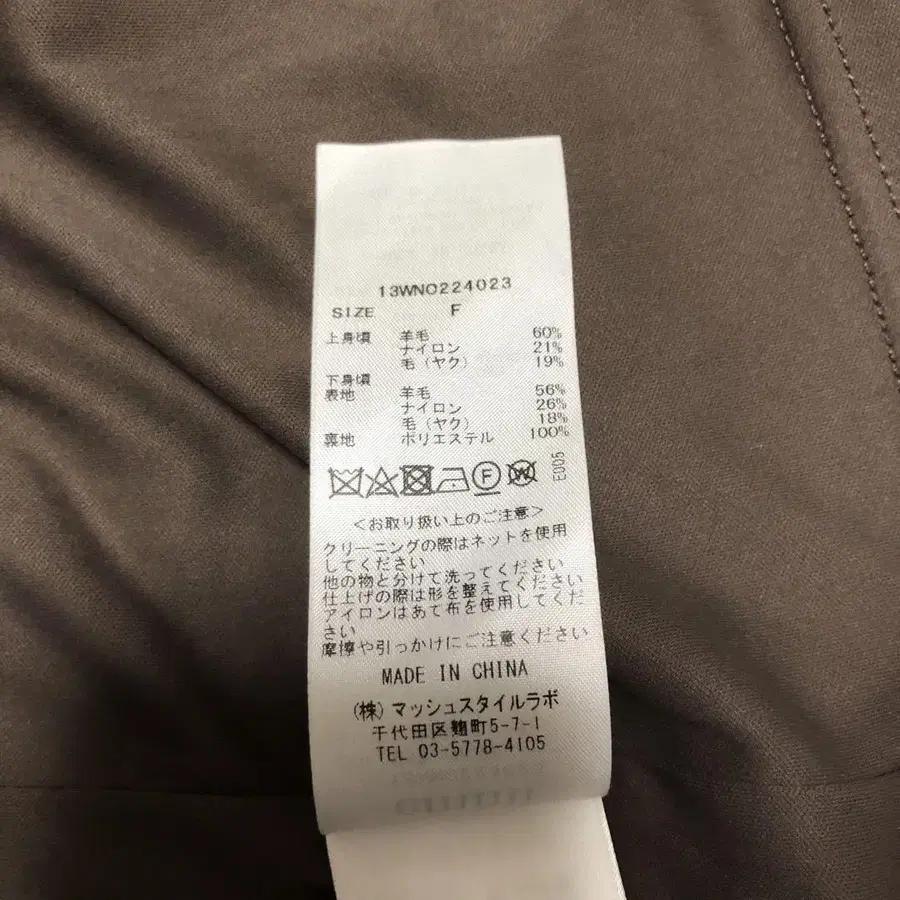 13WNO224023
SIZE F
上身頃 羊毛 60%
ナイロン 21%
毛（ヤク） 19%
下身頃
表地 羊毛 56%
ナイロン 26%
毛（ヤク） 18%
裏地 ポリエステル 100%
E005
F W
＜お取り扱い上のご注意＞
クリーニングの際はネットを使用
してください
他の物と分けて洗ってください
仕上げの際は形を整えてください
アイロンはあて布を使用してくだ
さい
摩擦や引っかけにご注意ください
MADE IN CHINA
(株) マッシュスタイルラボ
千代田区麹町5-7-1
TEL 03-5778-4105